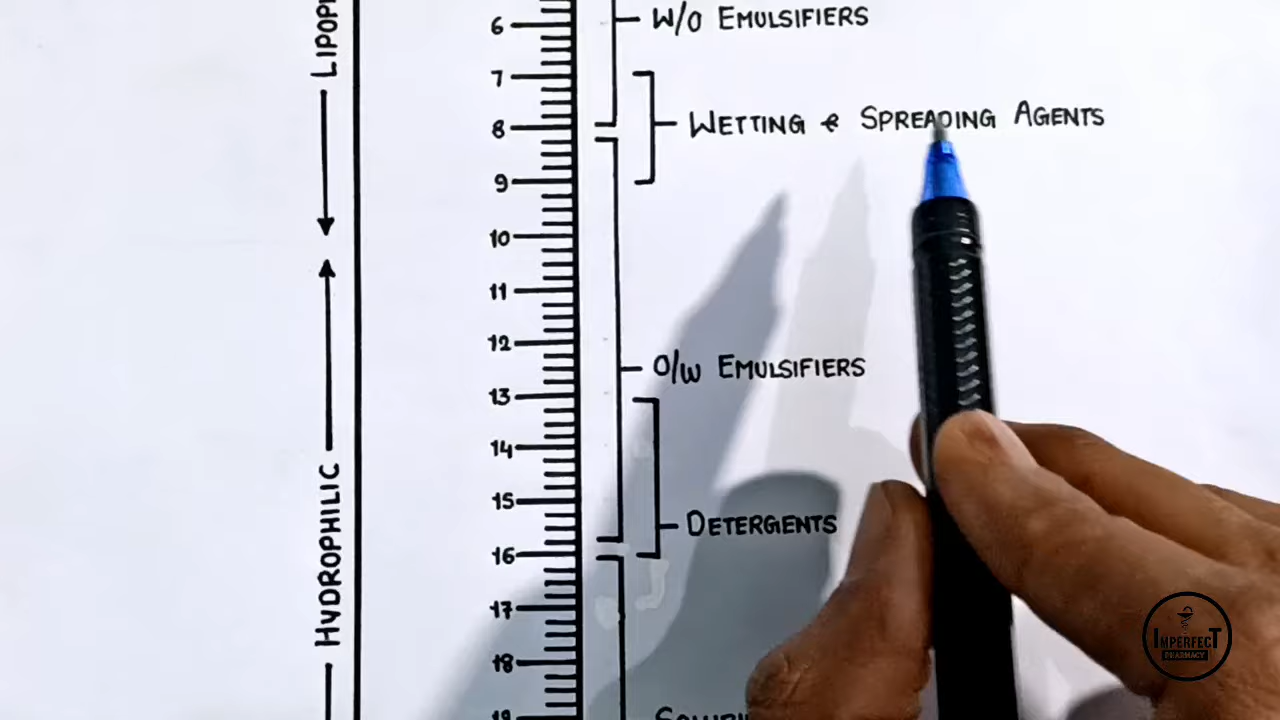 6
W/O EMULSIFIERS
7
8
WETTING & SPREADING AGENTS
9
10
11
12
O/W EMULSIFIERS
13
14
15
DETERGENTS
16
17
18
HYDROPHILIC
IMPERFECT
PHARMACY